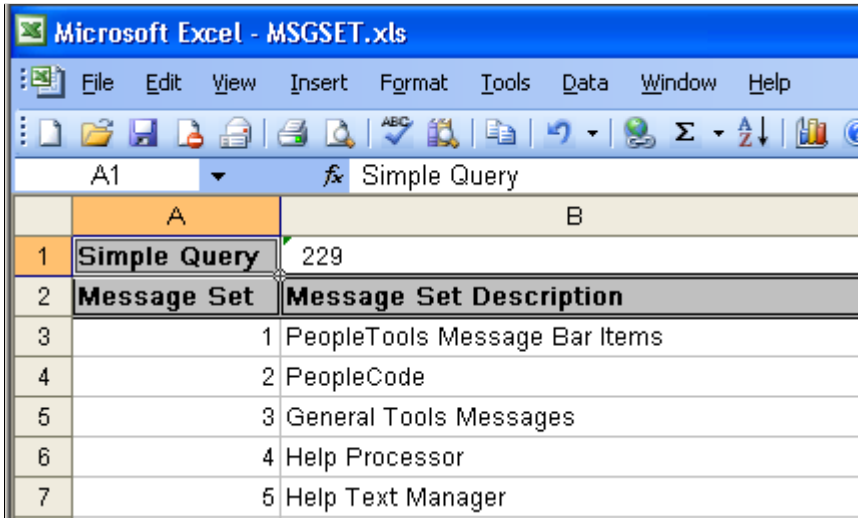 Microsoft Excel - MSGSET.xls
File Edit View Insert Format Tools Data Window Help
ABC Σ A Z
A1 fx Simple Query
A B
1 Simple Query 229
2 Message Set Message Set Description
3 1 PeopleTools Message Bar Items
4 2 PeopleCode
5 3 General Tools Messages
6 4 Help Processor
7 5 Help Text Manager